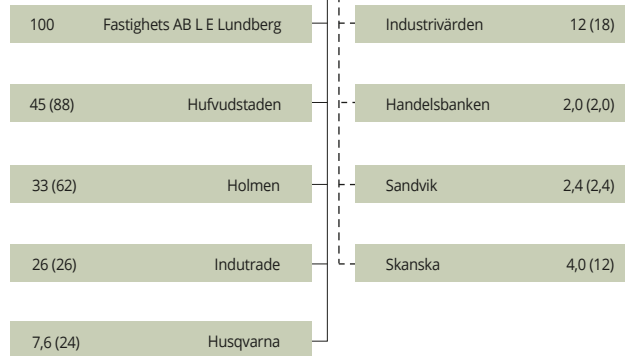 100 Fastighets AB L E Lundberg
45 (88) Hufvudstaden
33 (62) Holmen
26 (26) Indutrade
7,6 (24) Husqvarna
Industrivärden 12 (18)
Handelsbanken 2,0 (2,0)
Sandvik 2,4 (2,4)
Skanska 4,0 (12)